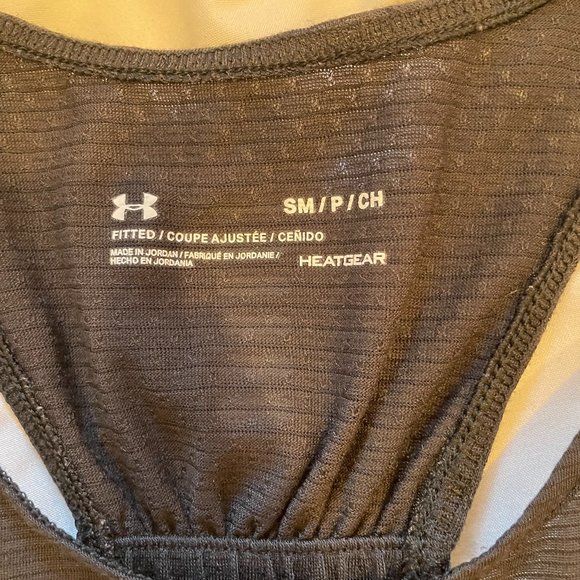 SM/P/CH
FITTED / COUPE AJUSTÉE / CEÑIDO
MADE IN JORDAN / FABRIQUÉ EN JORDANIE /
HECHO EN JORDANIA
HEATGEAR